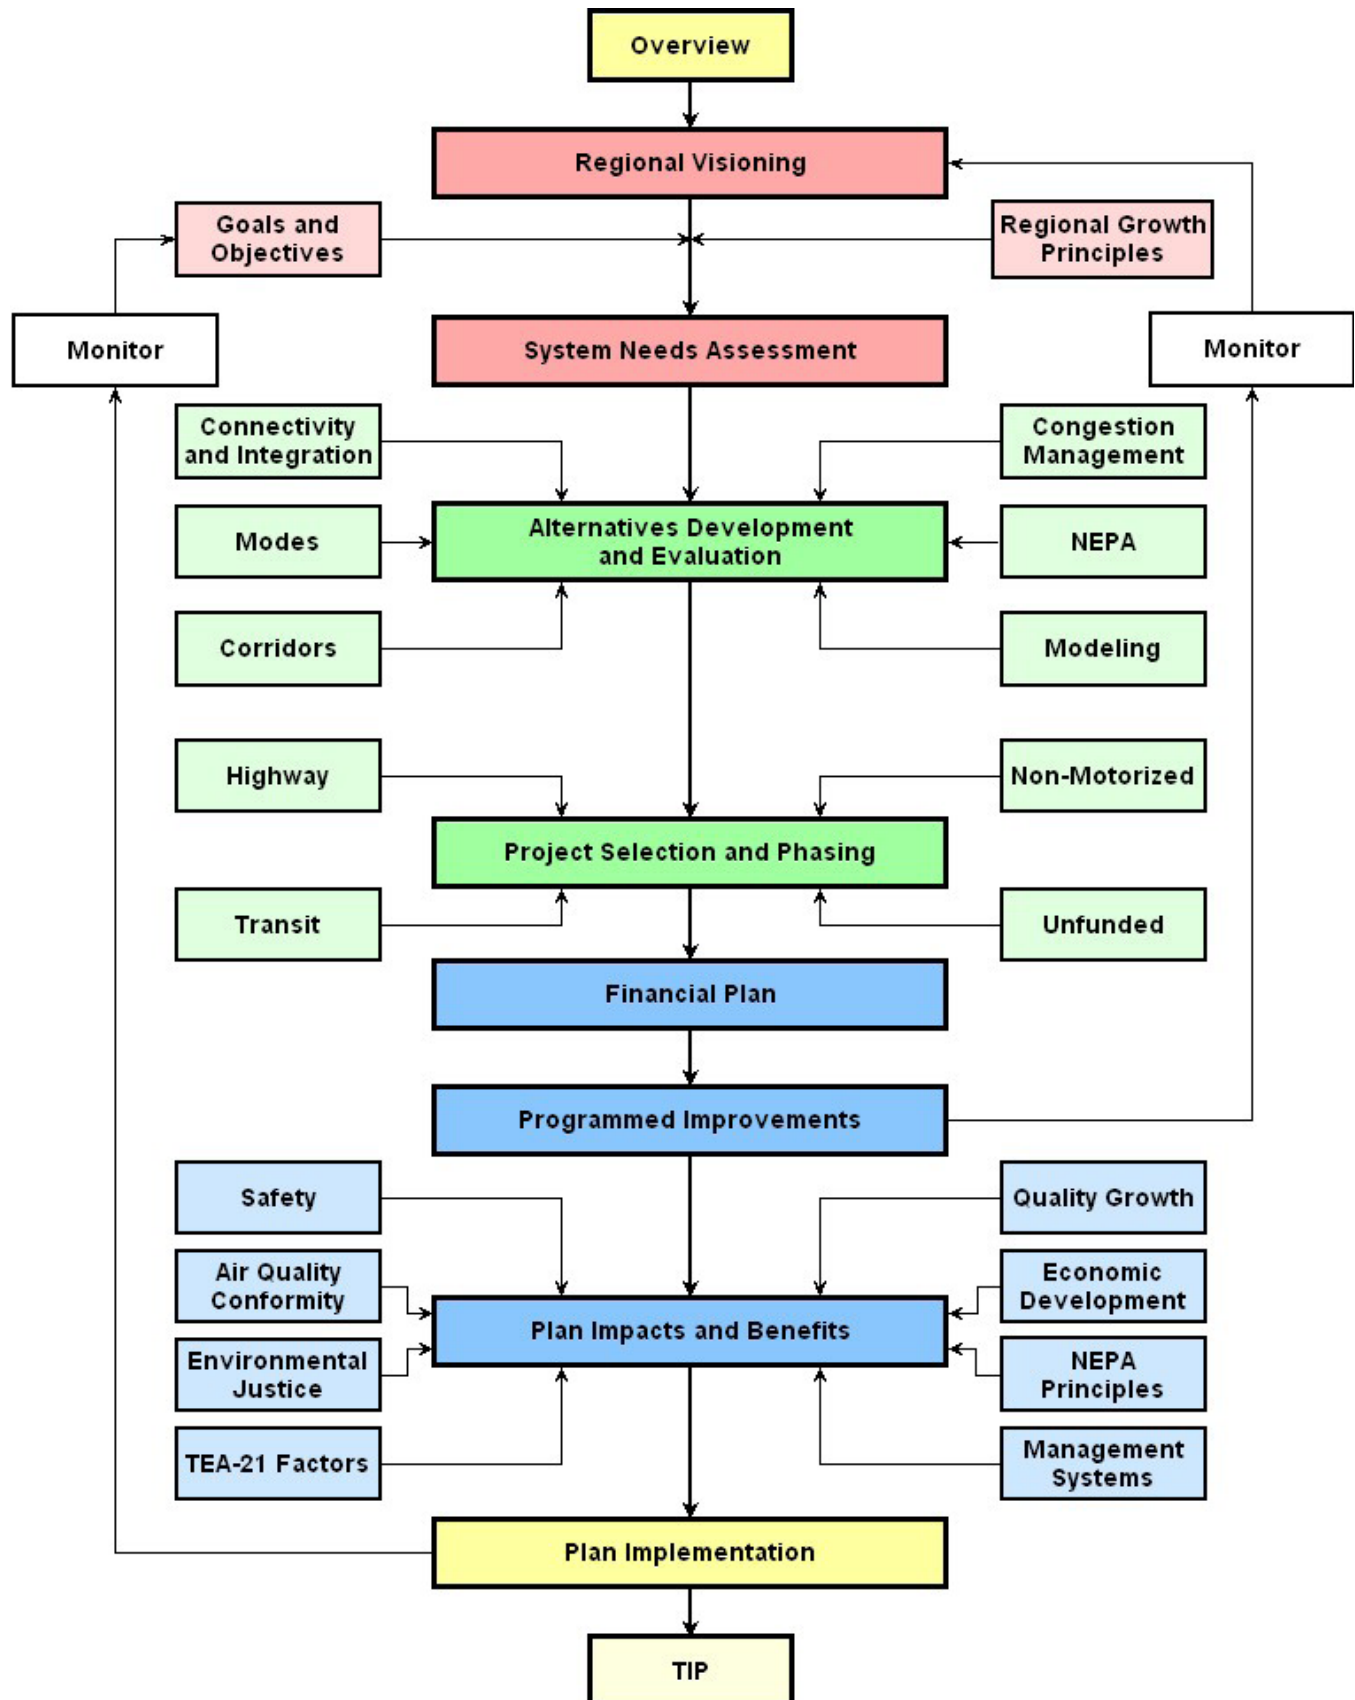 Overview
Regional Visioning
Goals and
Objectives
Regional Growth
Principles
Monitor
System Needs Assessment
Monitor
Connectivity
and Integration
Congestion
Management
Modes
Alternatives Development
and Evaluation
NEPA
Corridors
Modeling
Highway
Non-Motorized
Project Selection and Phasing
Transit
Unfunded
Financial Plan
Programmed Improvements
Safety
Quality Growth
Air Quality
Conformity
Economic
Development
Plan Impacts and Benefits
Environmental
Justice
NEPA
Principles
TEA-21 Factors
Management
Systems
Plan Implementation
TIP